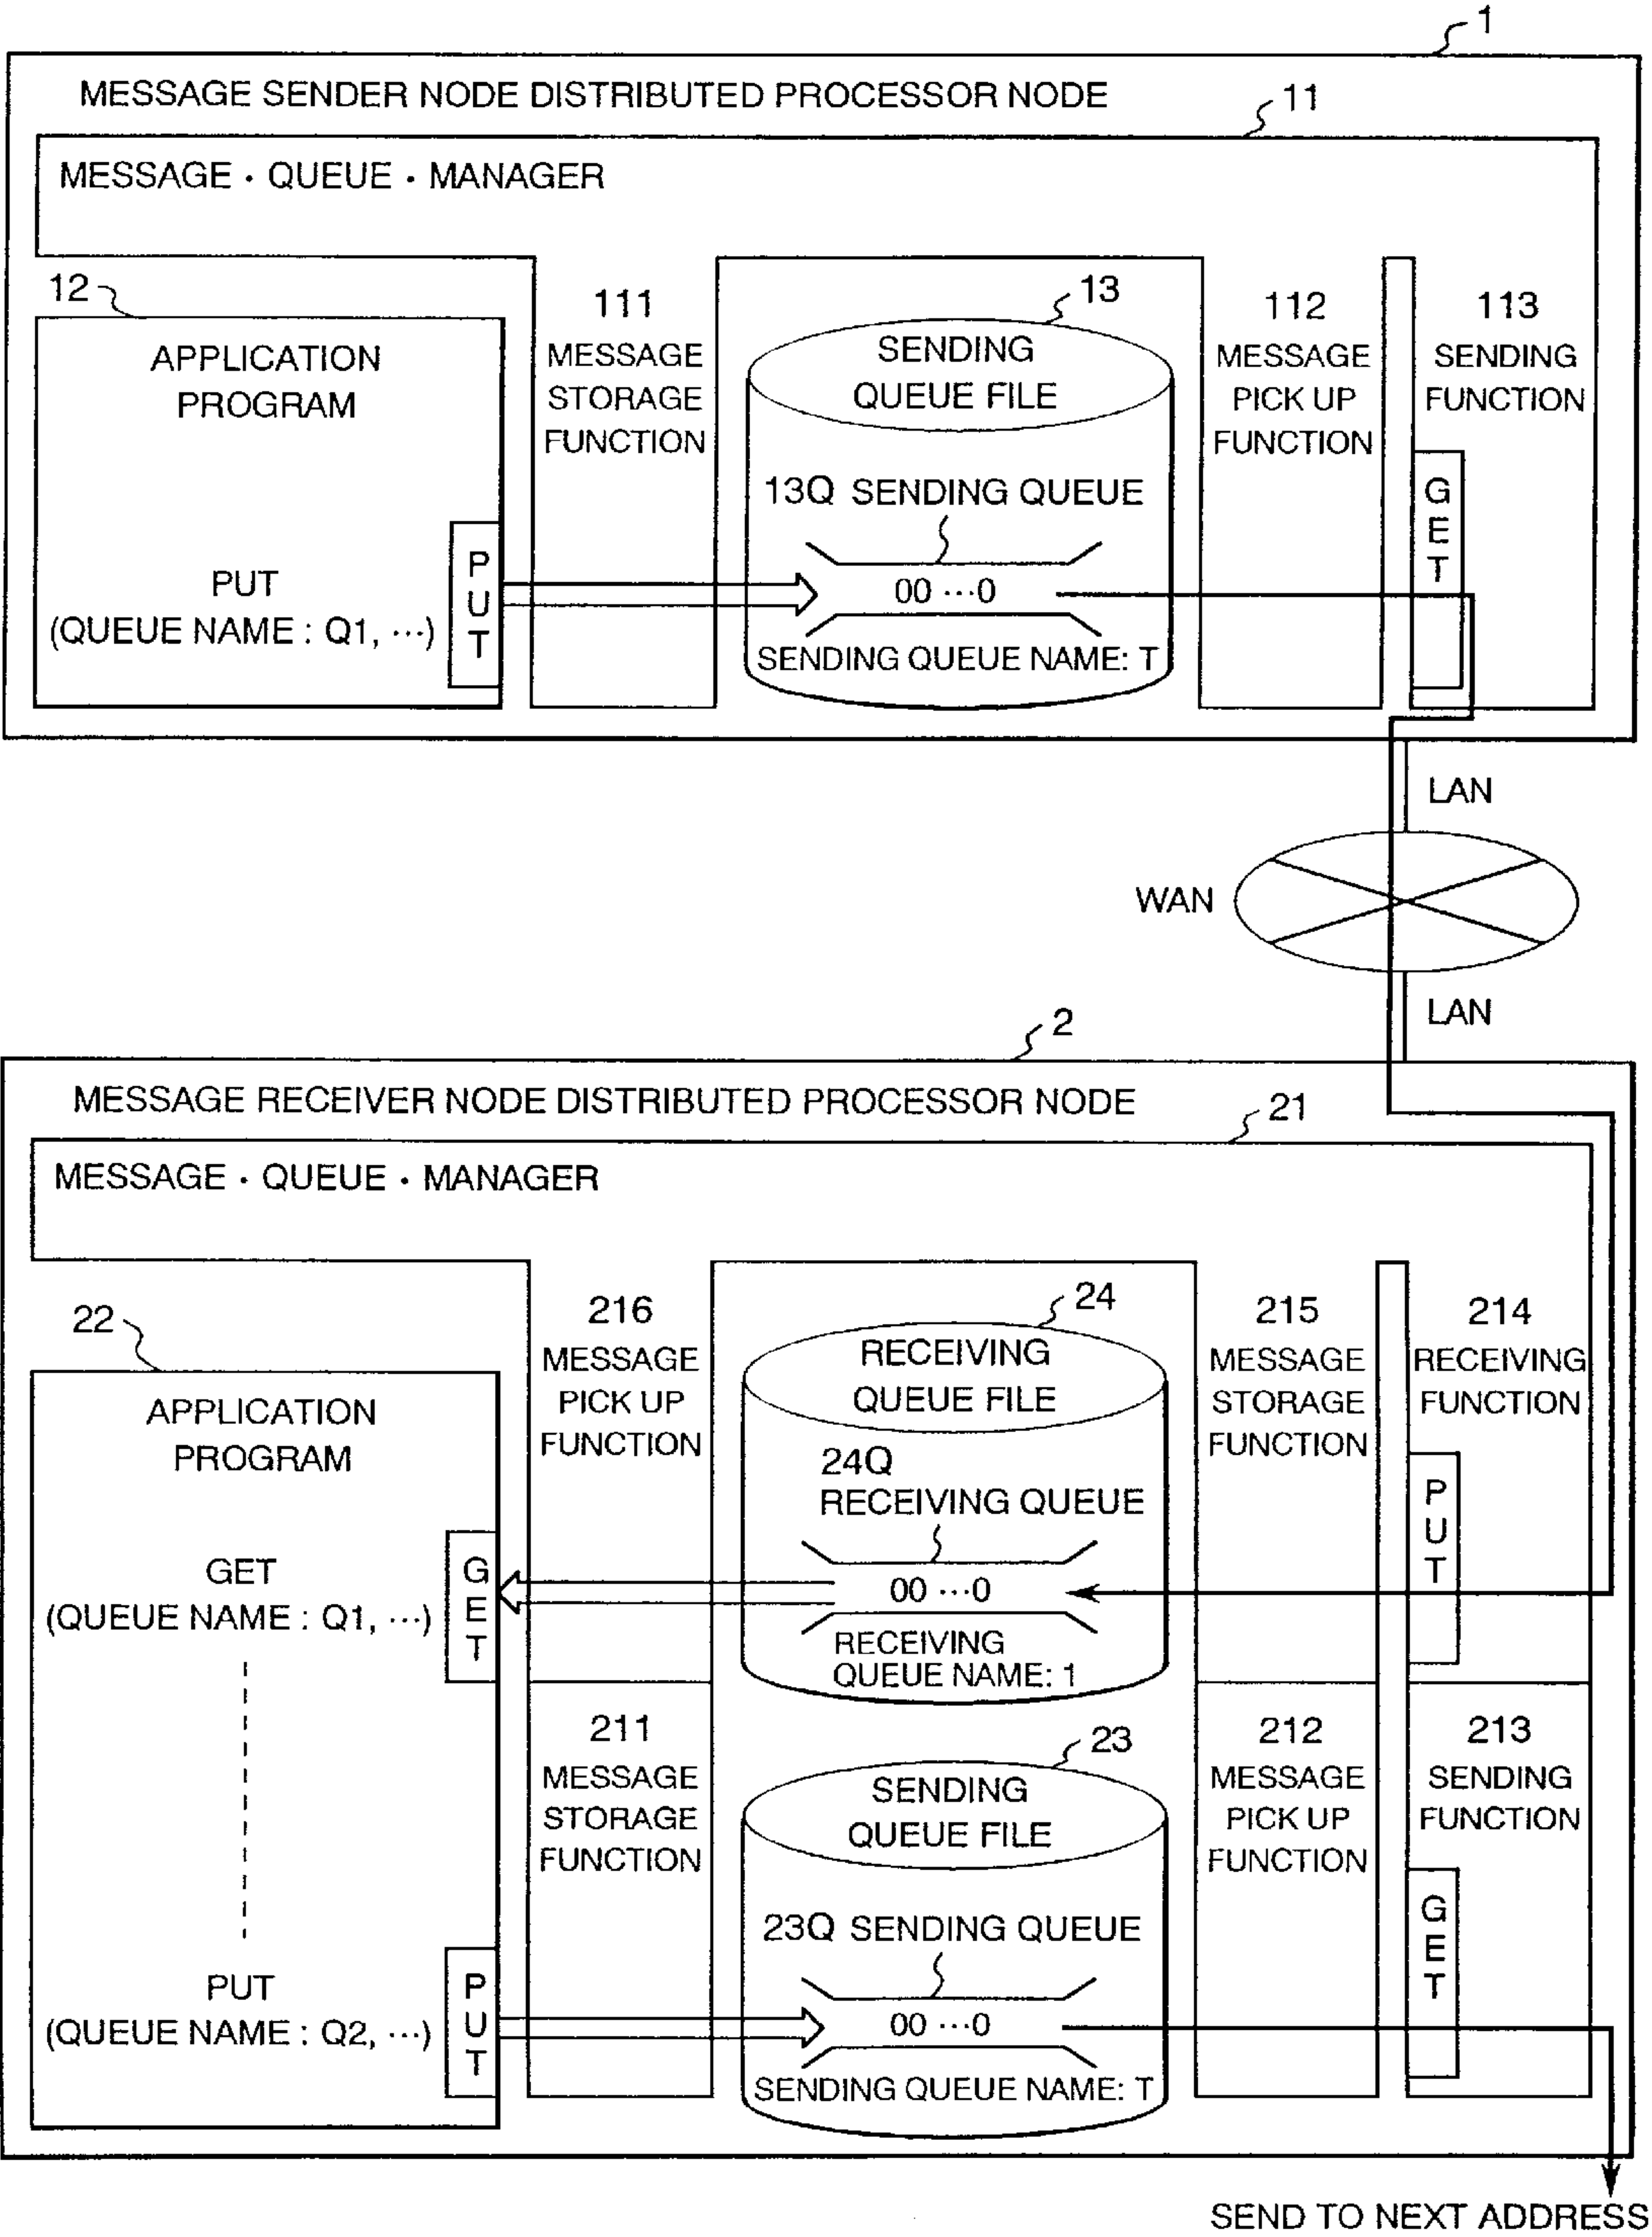 1
MESSAGE SENDER NODE DISTRIBUTED PROCESSOR NODE
11
MESSAGE · QUEUE · MANAGER
12
APPLICATION
PROGRAM
PUT
(QUEUE NAME : Q1, ···)
PUT
111
MESSAGE
STORAGE
FUNCTION
13
SENDING
QUEUE FILE
13Q SENDING QUEUE
00 ···0
SENDING QUEUE NAME: T
112
MESSAGE
PICK UP
FUNCTION
113
SENDING
FUNCTION
GET
LAN
WAN
LAN
2
MESSAGE RECEIVER NODE DISTRIBUTED PROCESSOR NODE
21
MESSAGE · QUEUE · MANAGER
22
APPLICATION
PROGRAM
GET
(QUEUE NAME : Q1, ···)
GET
PUT
(QUEUE NAME : Q2, ···)
PUT
216
MESSAGE
PICK UP
FUNCTION
211
MESSAGE
STORAGE
FUNCTION
24
RECEIVING
QUEUE FILE
24Q
RECEIVING QUEUE
00 ···0
RECEIVING
QUEUE NAME: 1
23
SENDING
QUEUE FILE
23Q SENDING QUEUE
00 ···0
SENDING QUEUE NAME: T
215
MESSAGE
STORAGE
FUNCTION
212
MESSAGE
PICK UP
FUNCTION
214
RECEIVING
FUNCTION
PUT
213
SENDING
FUNCTION
GET
SEND TO NEXT ADDRESS